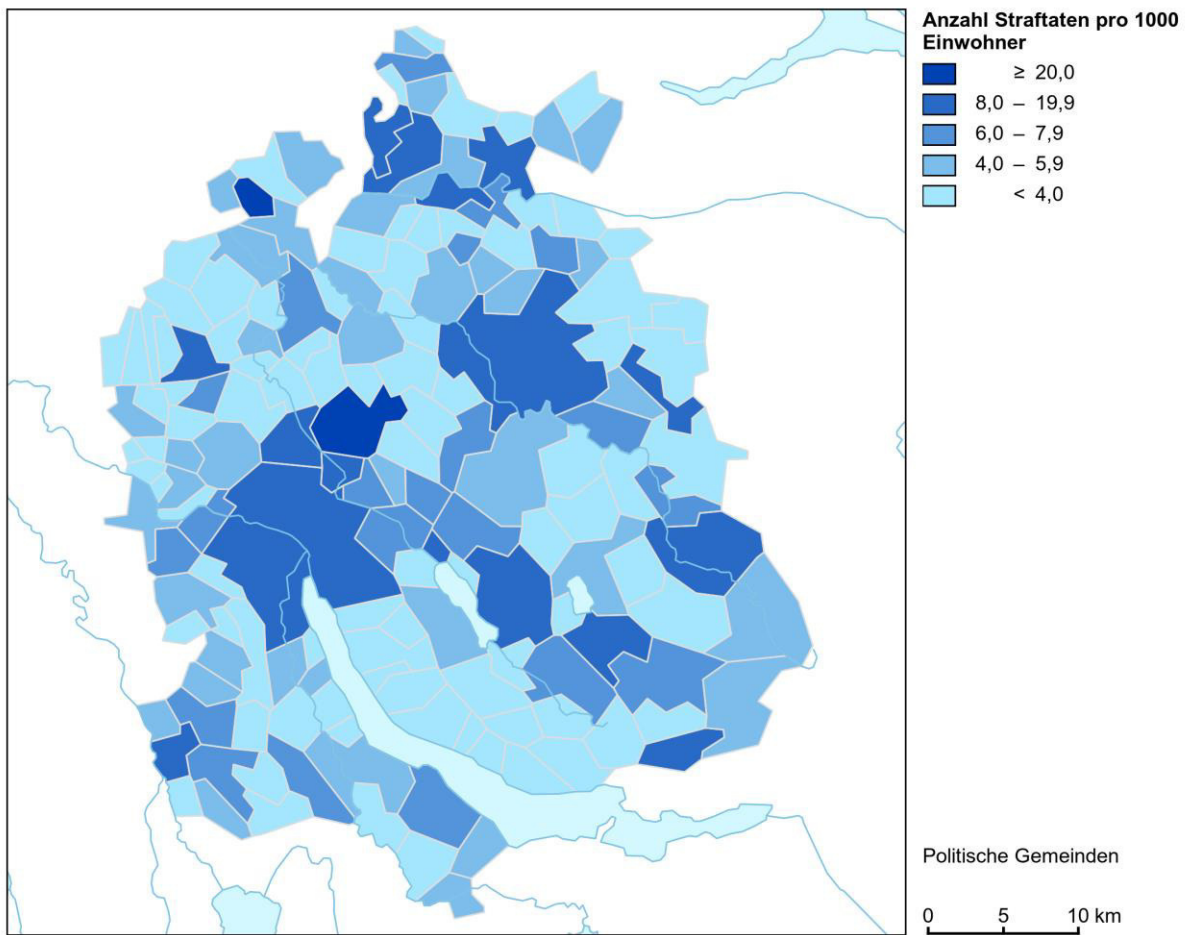 Anzahl Straftaten pro 1000
Einwohner
≥ 20,0
8,0 – 19,9
6,0 – 7,9
4,0 – 5,9
< 4,0
Politische Gemeinden
0 5 10 km